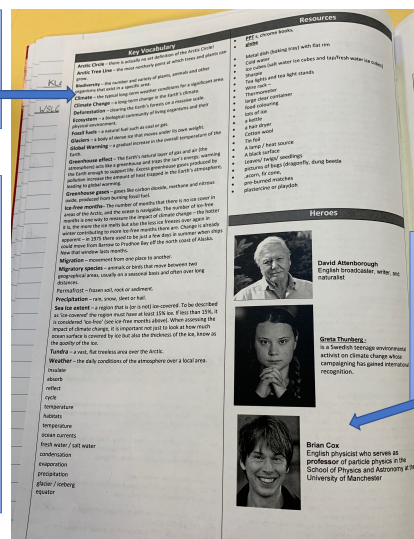 KL
WSL6
Key Vocabulary
Arctic Circle – there is actually no set definition of the Arctic Circle!
Arctic Tree Line – the most northerly point at which trees and plants can
grow.
Biodiversity – the number and variety of plants, animals and other
organisms that exist in a specific area.
Climate – the typical long-term weather conditions for a significant area.
Climate Change – a long-term change in the Earth's climate.
Deforestation – clearing the Earth's forests on a massive scale.
Ecosystem – a biological community of living organisms and their
physical environment.
Fossil fuels – a natural fuel such as coal or gas.
Glaciers – a body of dense ice that moves under its own weight.
Global Warming – a gradual increase in the overall temperature of the
Earth.
Greenhouse effect – The Earth's natural layer of gas and air (the
atmosphere) acts like a greenhouse and traps the sun's energy, warming
the Earth enough to support life. Excess greenhouse gases produced by
pollution increase the amount of heat trapped in the Earth's atmosphere,
leading to global warming.
Greenhouse gases – gases like carbon dioxide, methane and nitrous
oxide, produced from burning fossil fuel.
Ice-free months– The number of months that there is no ice cover in
areas of the Arctic, and the ocean is navigable. The number of ice-free
months is one way to measure the impact of climate change – the hotter
it is, the more the ice melts but also the less ice freezes over again in
winter contributing to more ice free months there are. Change is already
apparent – in 1975 there used to be just a few days in summer when ships
could move from Barrow to Prudhoe Bay off the north coast of Alaska.
Now that window lasts months.
Migration – movement from one place to another.
Migratory species – animals or birds that move between two
geographical areas, usually on a seasonal basis and often over long
distances.
Permafrost – frozen soil, rock or sediment.
Precipitation – rain, snow, sleet or hail.
Sea ice extent – a region that is (or is not) ice-covered. To be described
as 'ice-covered' the region must have at least 15% ice. If less than 15%, it
is considered 'ice-free' (see ice-free months above). When assessing the
impact of climate change, it is important not just to look at how much
ocean surface is covered by ice but also the thickness of the ice, know as
the quality of the ice.
Tundra – a vast, flat treeless area over the Arctic.
Weather – the daily conditions of the atmosphere over a local area.
insulate
absorb
reflect
cycle
temperature
habitats
temperature
ocean currents
fresh water / salt water
condensation
evaporation
precipitation
glacier / iceberg
equator
Resources
PPT s, chrome books,
globe
Metal dish (baking tray) with flat rim
Cold water
Ice cubes (salt water ice cubes and tap/fresh water ice cubes)
Sharpie
Tea lights and tea light stands
Wire rack –
Thermometer
large clear container
food colouring
lots of ice
a kettle
a hair dryer
Cotton wool
Tin foil
A lamp / heat source
A black surface
Leaves/ twigs/ seedlings
pictures of bugs (dragonfly, dung beetle
,acorn, fir cone,
pre-burned matches
plastercine or playdoh
Heroes
David Attenborough
English broadcaster, writer, and
naturalist
Greta Thunberg -
is a Swedish teenage environmental
activist on climate change whose
campaigning has gained international
recognition.
Brian Cox
English physicist who serves as
professor of particle physics in the
School of Physics and Astronomy at the
University of Manchester